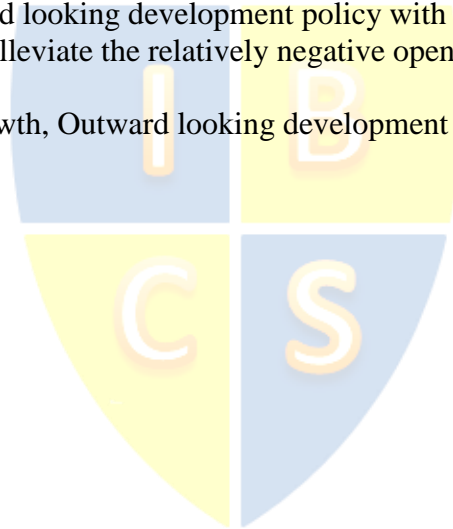 d looking development policy with
lleviate the relatively negative open
wth, Outward looking development
I B
C S